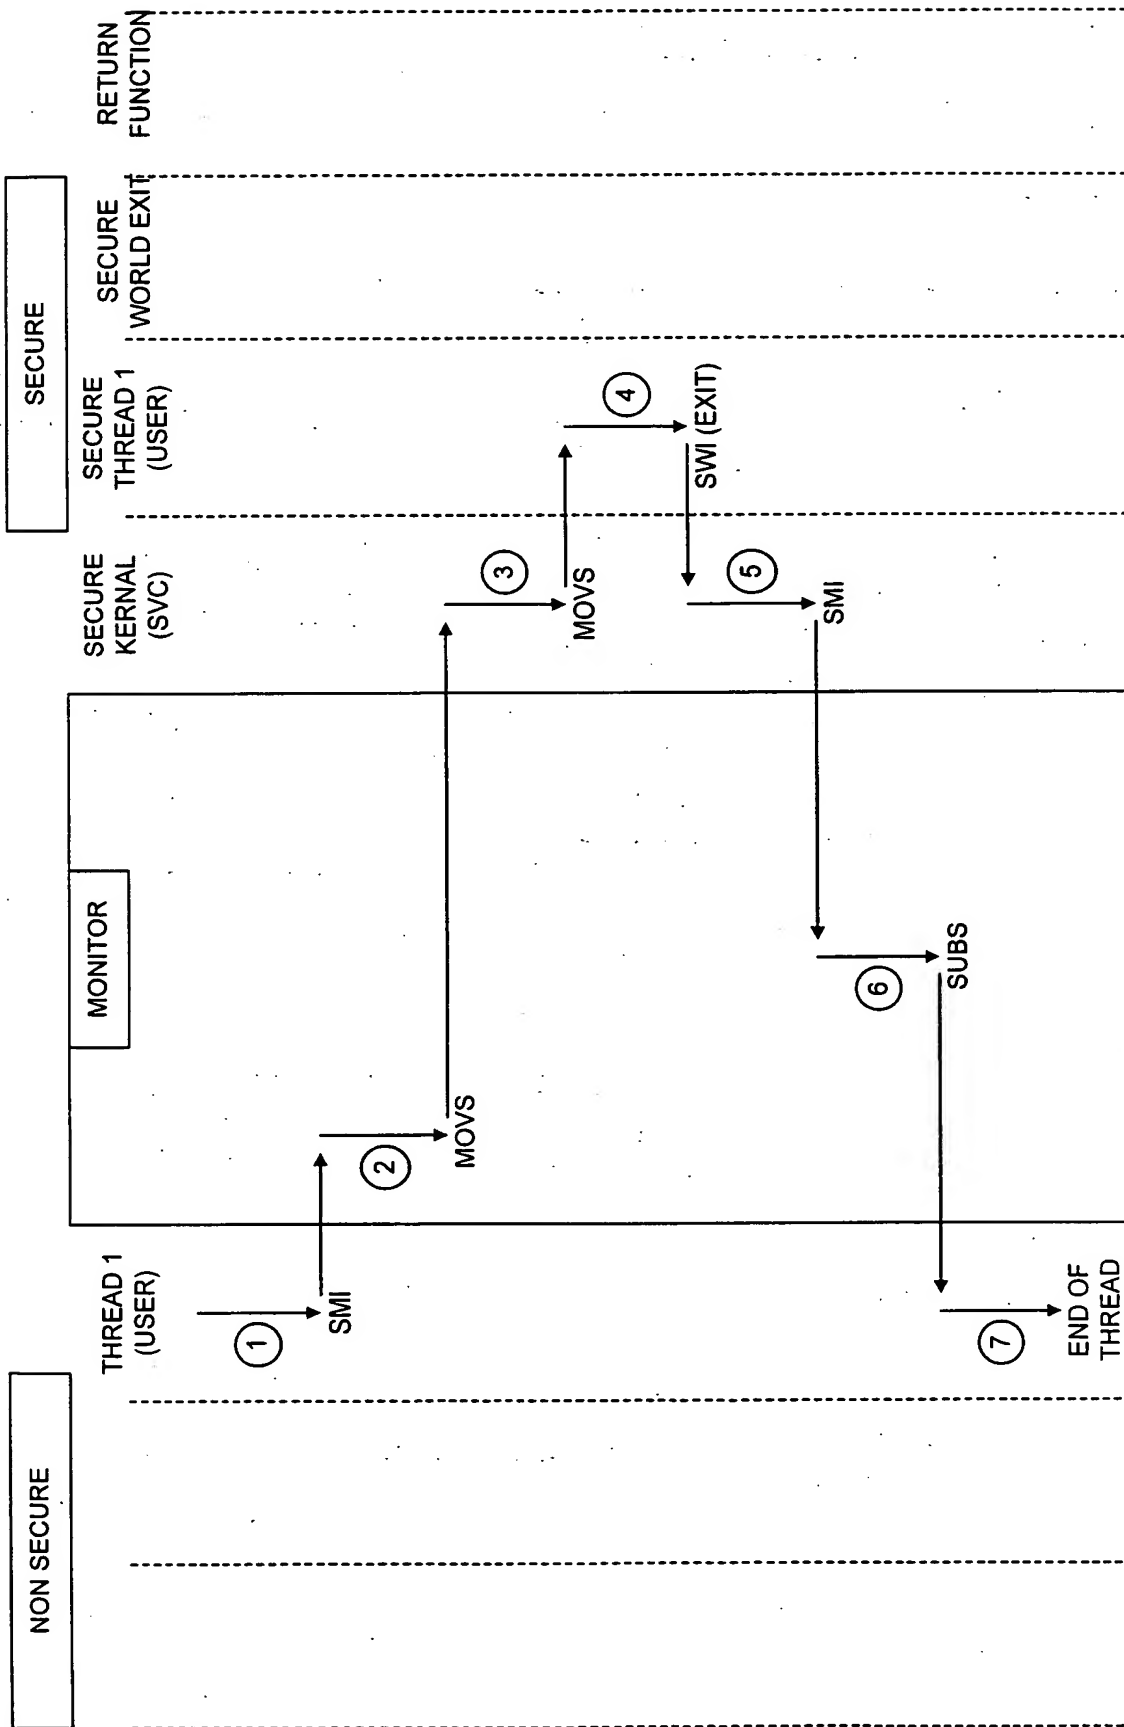 NON SECURE
MONITOR
SECURE
THREAD 1
(USER)
SECURE
KERNAL
(SVC)
SECURE
THREAD 1
(USER)
SECURE
WORLD EXIT
RETURN
FUNCTION
1
SMI
2
MOVS
3
MOVS
4
SWI (EXIT)
5
SMI
6
SUBS
7
END OF
THREAD